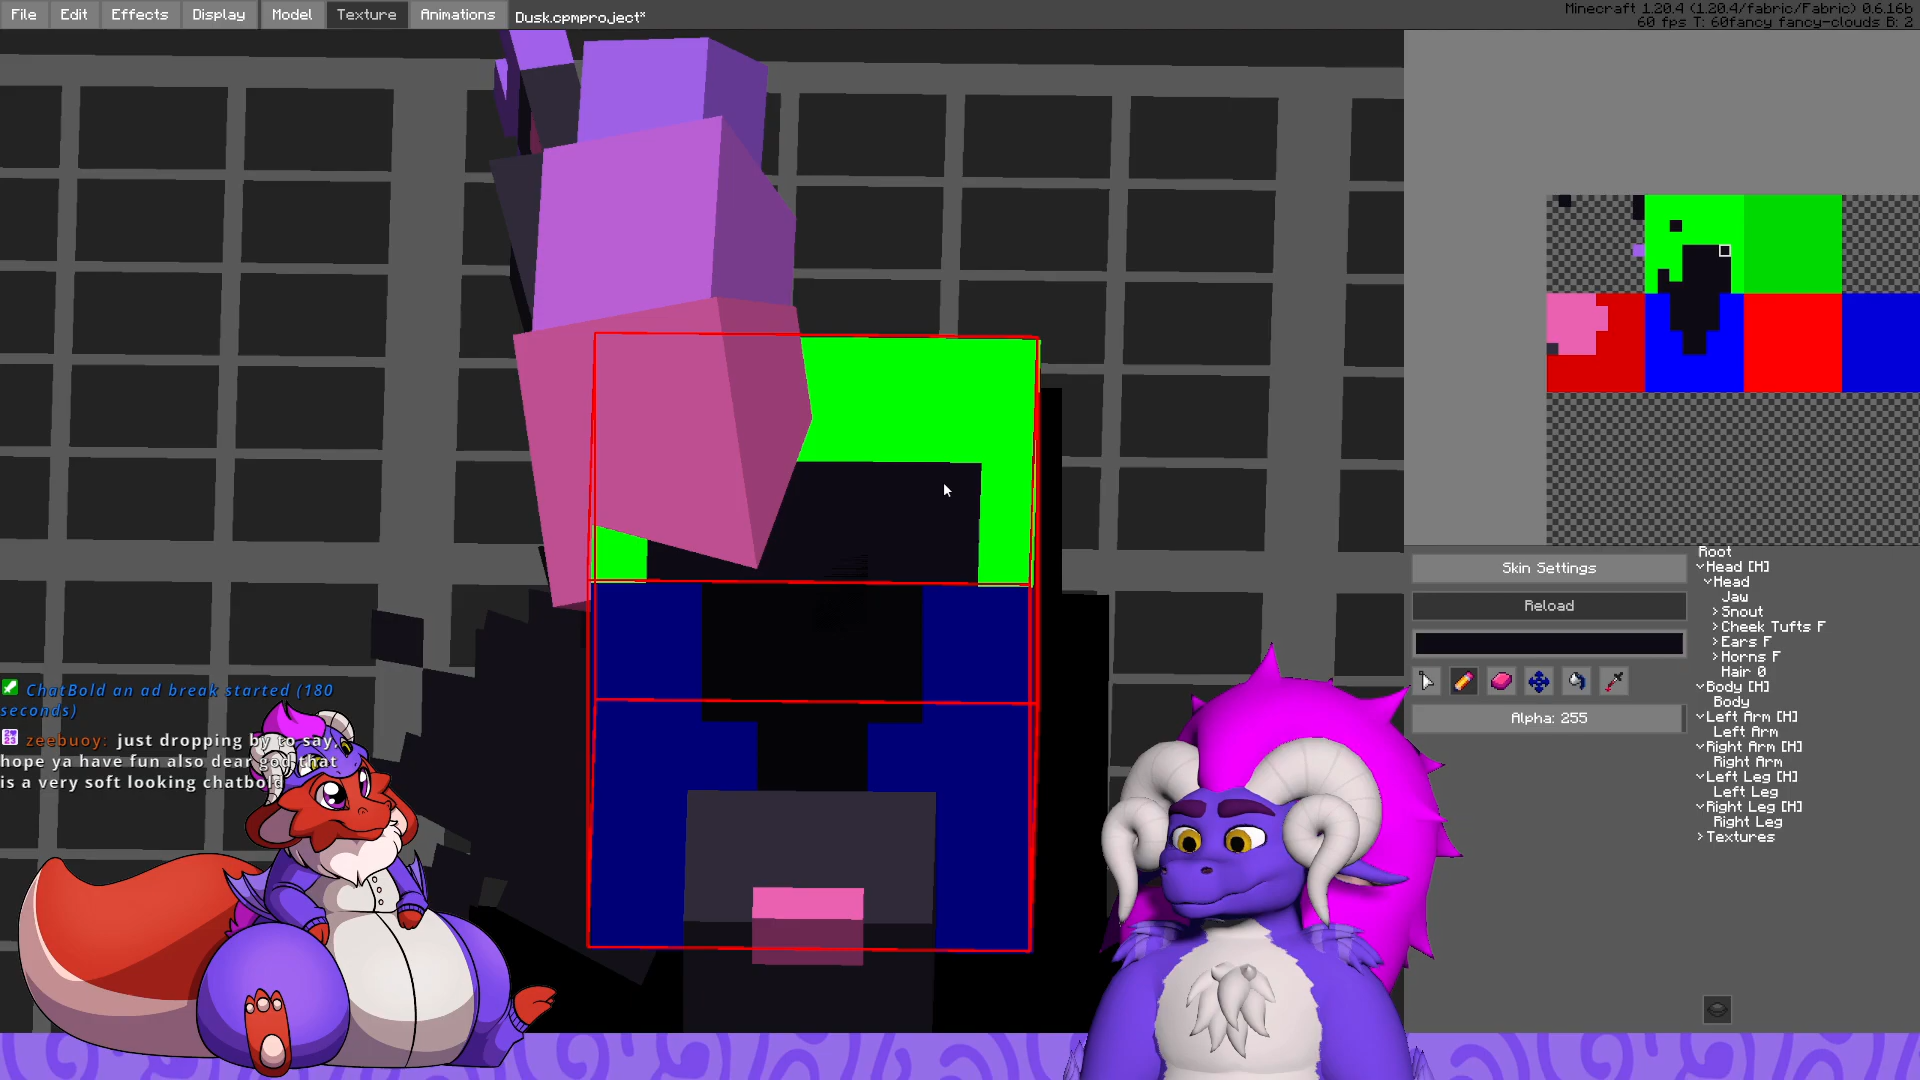 File Edit Effects Display Model Texture Animations Dusk.cpmproject*
Minecraft 1.20.4 (1.20.4/fabric/Fabric) 0.6.16b
60 fps T: 60fancy fancy-clouds B: 2
Skin Settings
Reload
Alpha: 255
Root
Head [H]
Head
Jaw
Snout
Cheek Tufts F
Ears F
Horns F
Hair 0
Body [H]
Body
Left Arm [H]
Left Arm
Right Arm [H]
Right Arm
Left Leg [H]
Left Leg
Right Leg [H]
Right Leg
Textures
ChatBold an ad break started (180
seconds)
zeebuoy: just dropping by to say,
hope ya have fun also dear god that
is a very soft looking chatbold